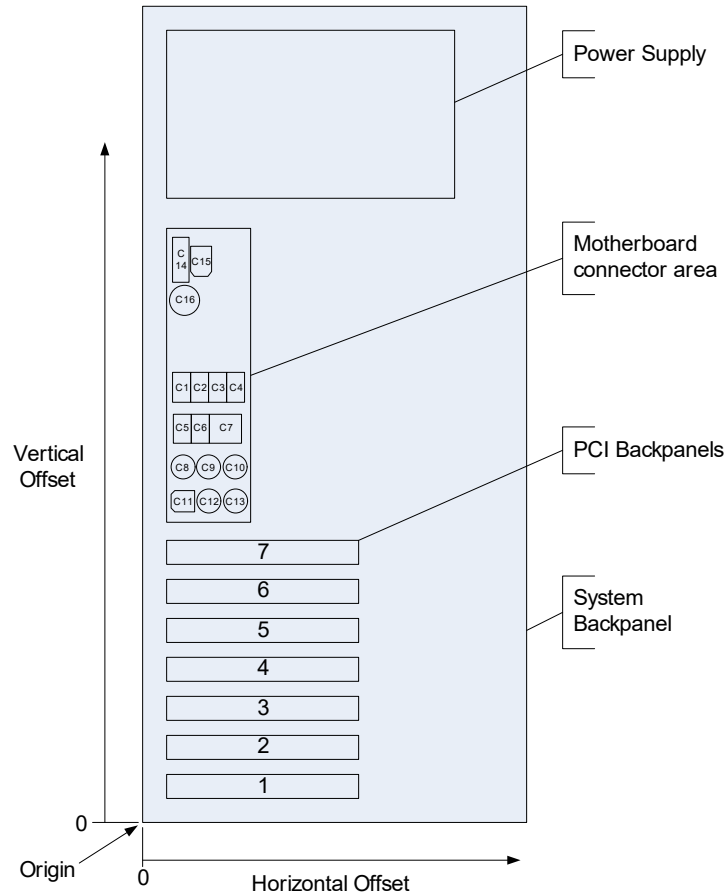 Power Supply
C
14
C15
C16
Motherboard
connector area
C1
C2
C3
C4
C5
C6
C7
C8
C9
C10
C11
C12
C13
Vertical
Offset
PCI Backpanels
7
6
5
4
3
2
1
System
Backpanel
0
Origin
0
Horizontal Offset